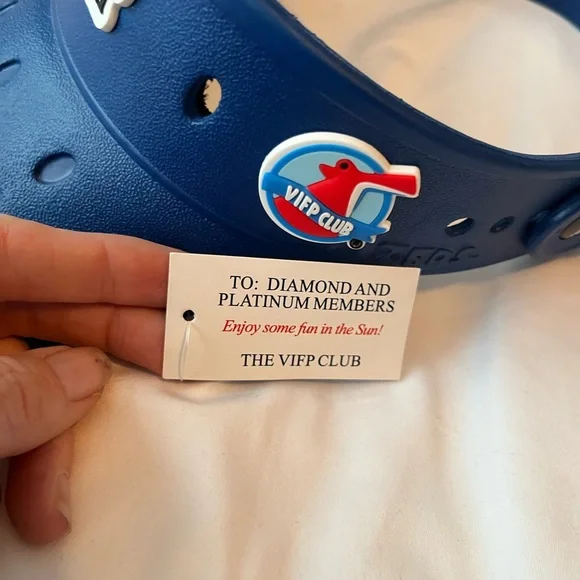 VIFP CLUB
TO: DIAMOND AND
PLATINUM MEMBERS
Enjoy some fun in the Sun!
THE VIFP CLUB